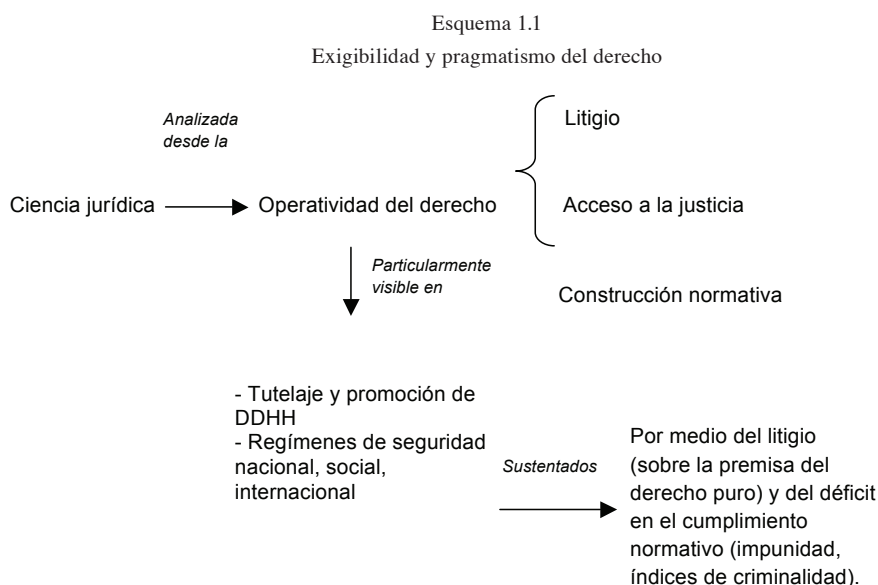 Esquema 1.1
Exigibilidad y pragmatismo del derecho
Analizada
desde la
Ciencia jurídica
Operatividad del derecho
Litigio
Acceso a la justicia
Construcción normativa
Particularmente
visible en
- Tutelaje y promoción de
DDHH
- Regímenes de seguridad
nacional, social,
internacional
Sustentados
Por medio del litigio
(sobre la premisa del
derecho puro) y del déficit
en el cumplimiento
normativo (impunidad,
índices de criminalidad).